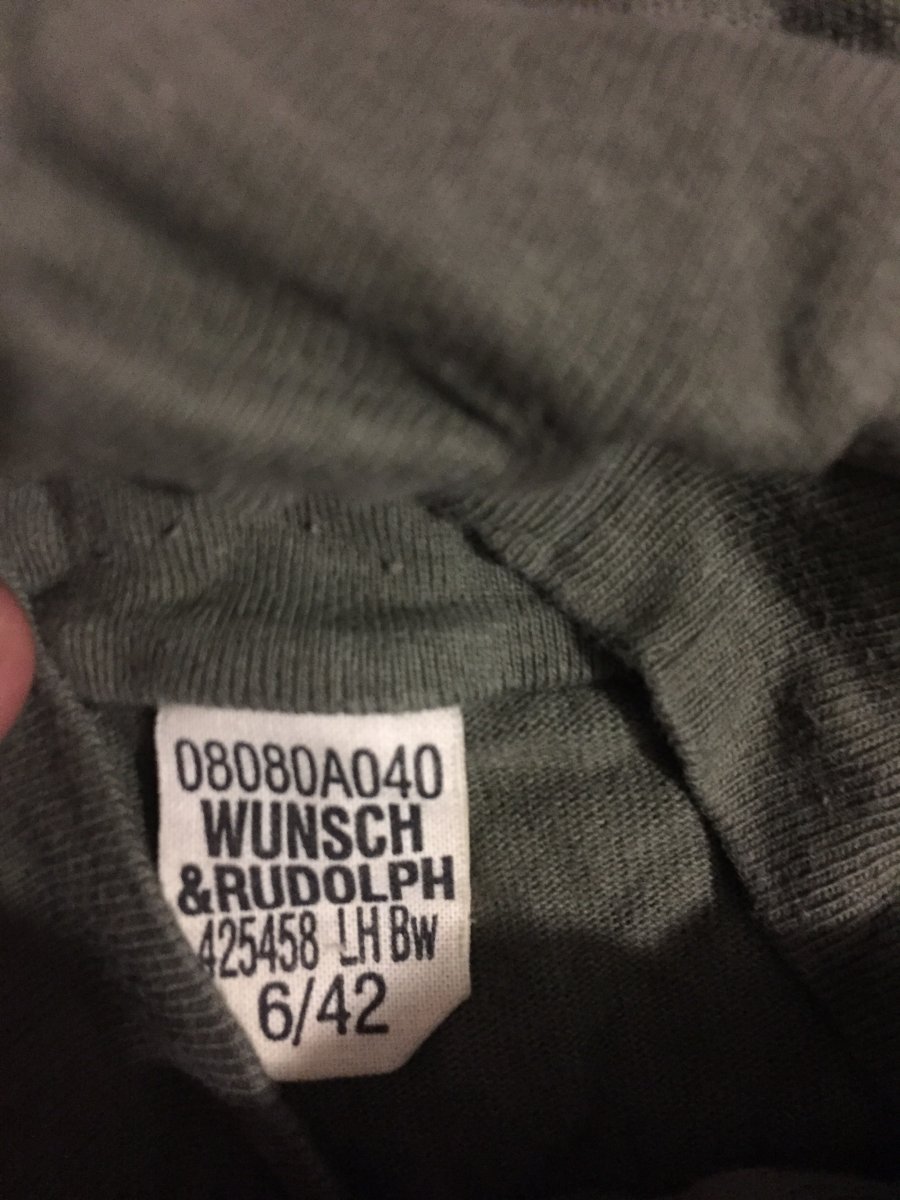 08080A040
WUNSCH
&RUDOLPH
425458 LH Bw
6/42